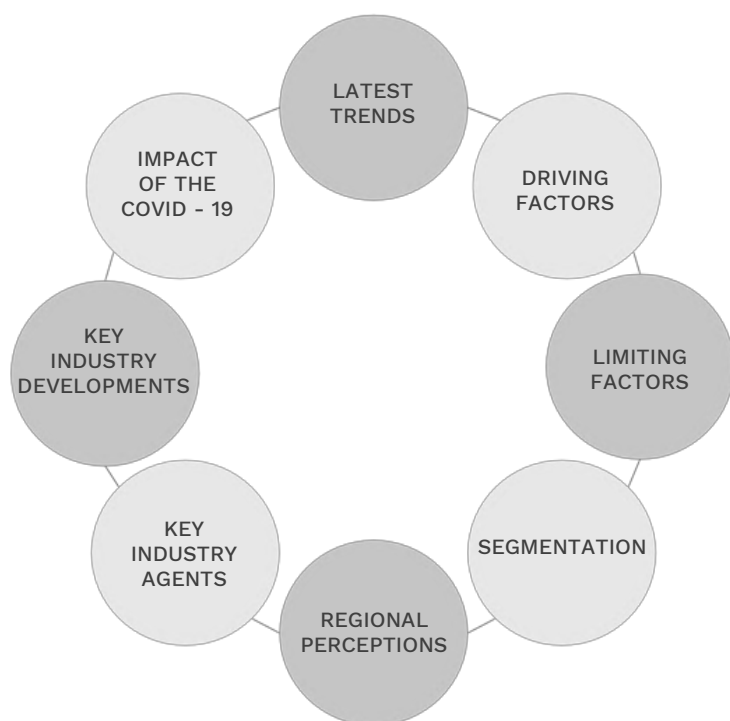 LATEST
TRENDS
DRIVING
FACTORS
LIMITING
FACTORS
SEGMENTATION
REGIONAL
PERCEPTIONS
KEY
INDUSTRY
AGENTS
KEY
INDUSTRY
DEVELOPMENTS
IMPACT
OF THE
COVID - 19